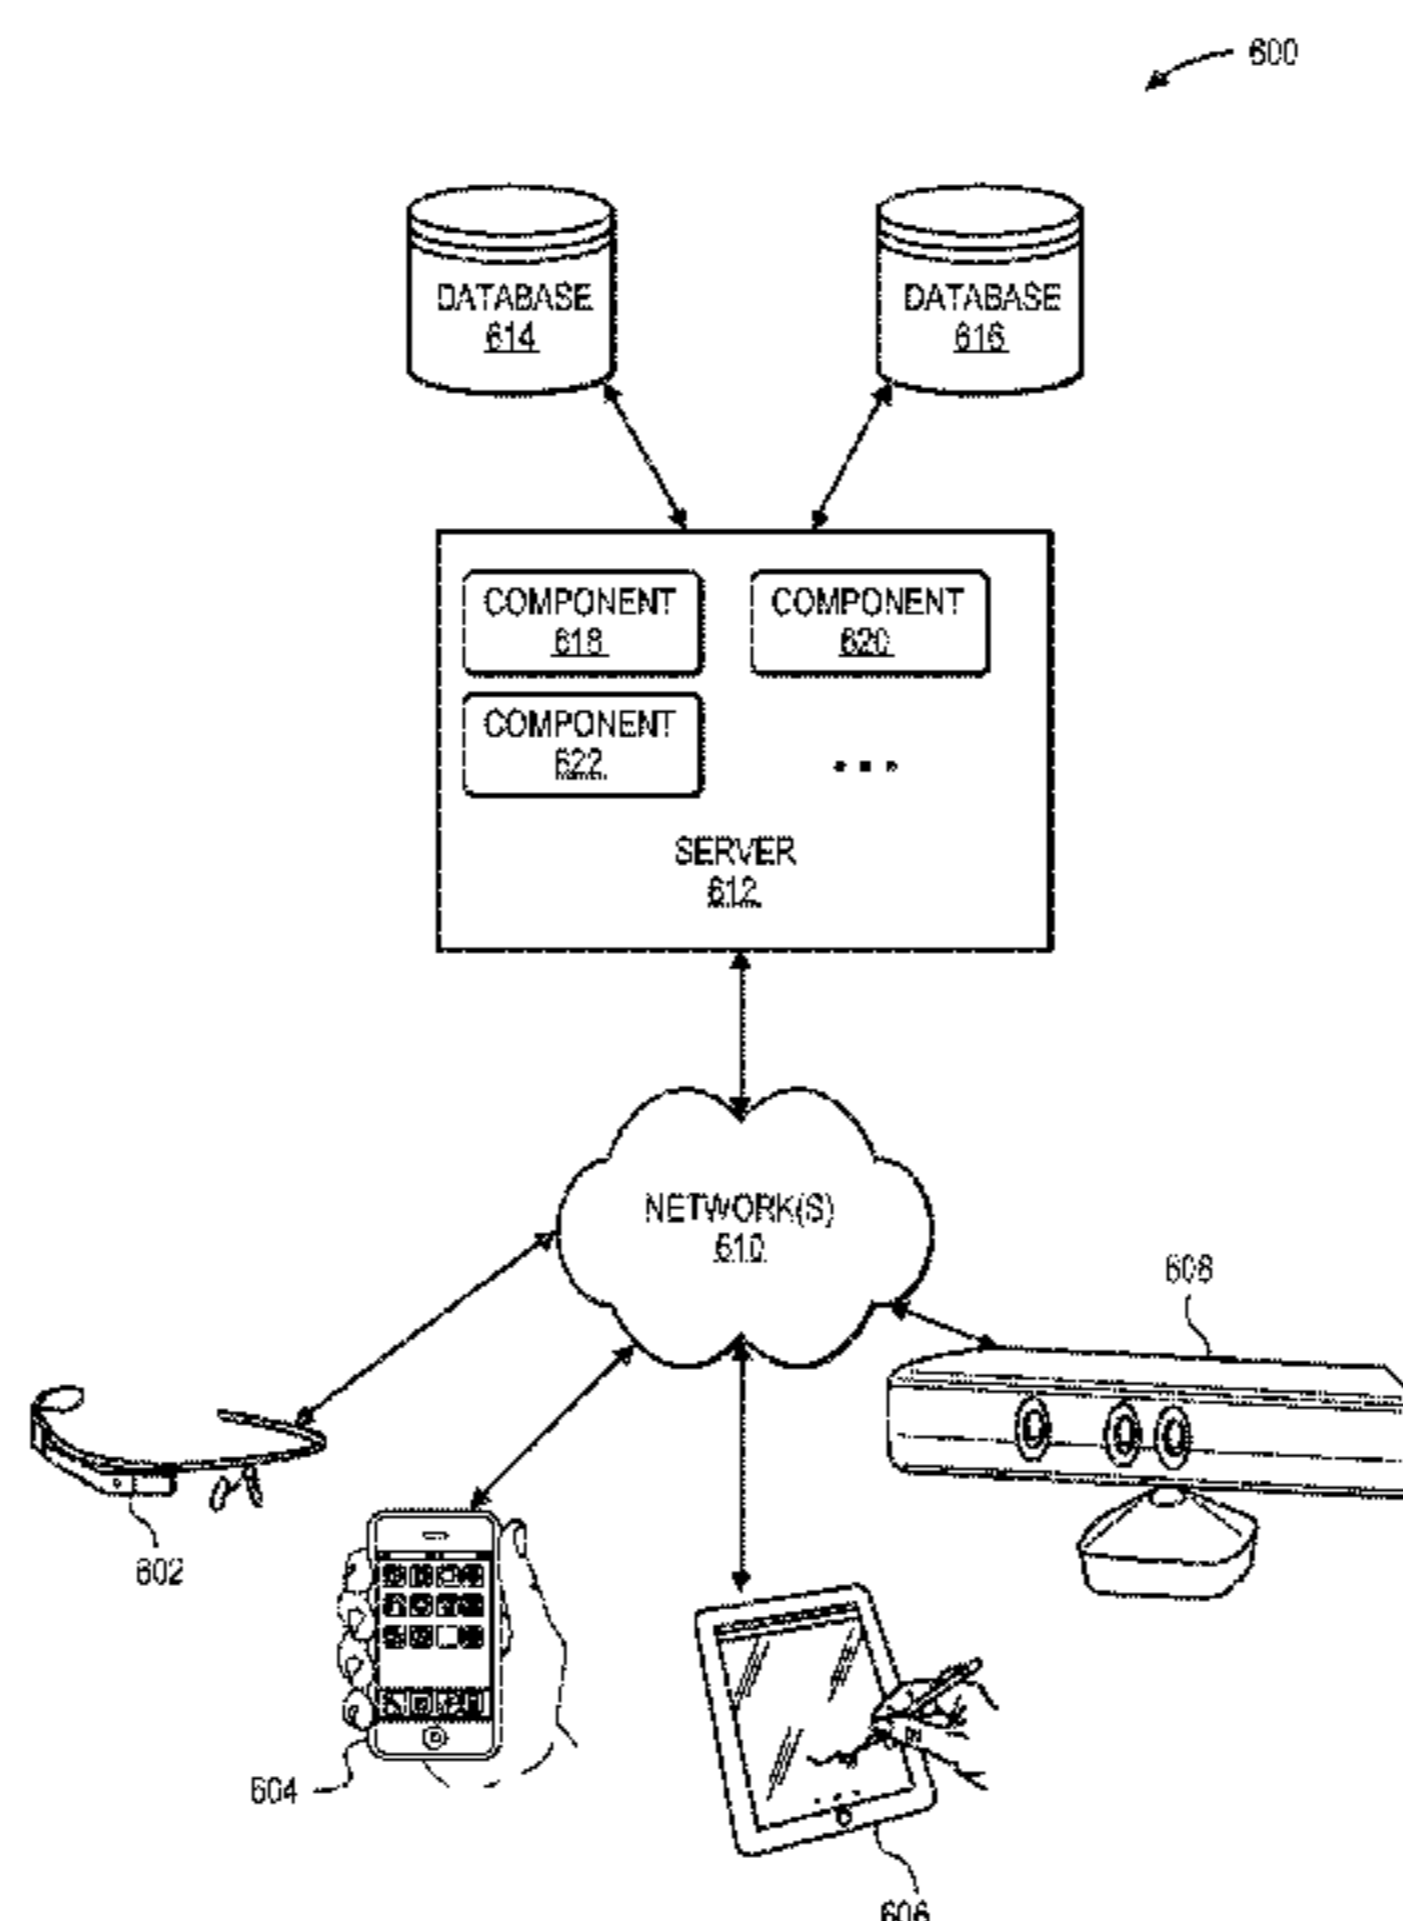 600
DATABASE
614
DATABASE
616
COMPONENT
618
COMPONENT
620
COMPONENT
622
SERVER
612
NETWORK(S)
610
608
602
604
606